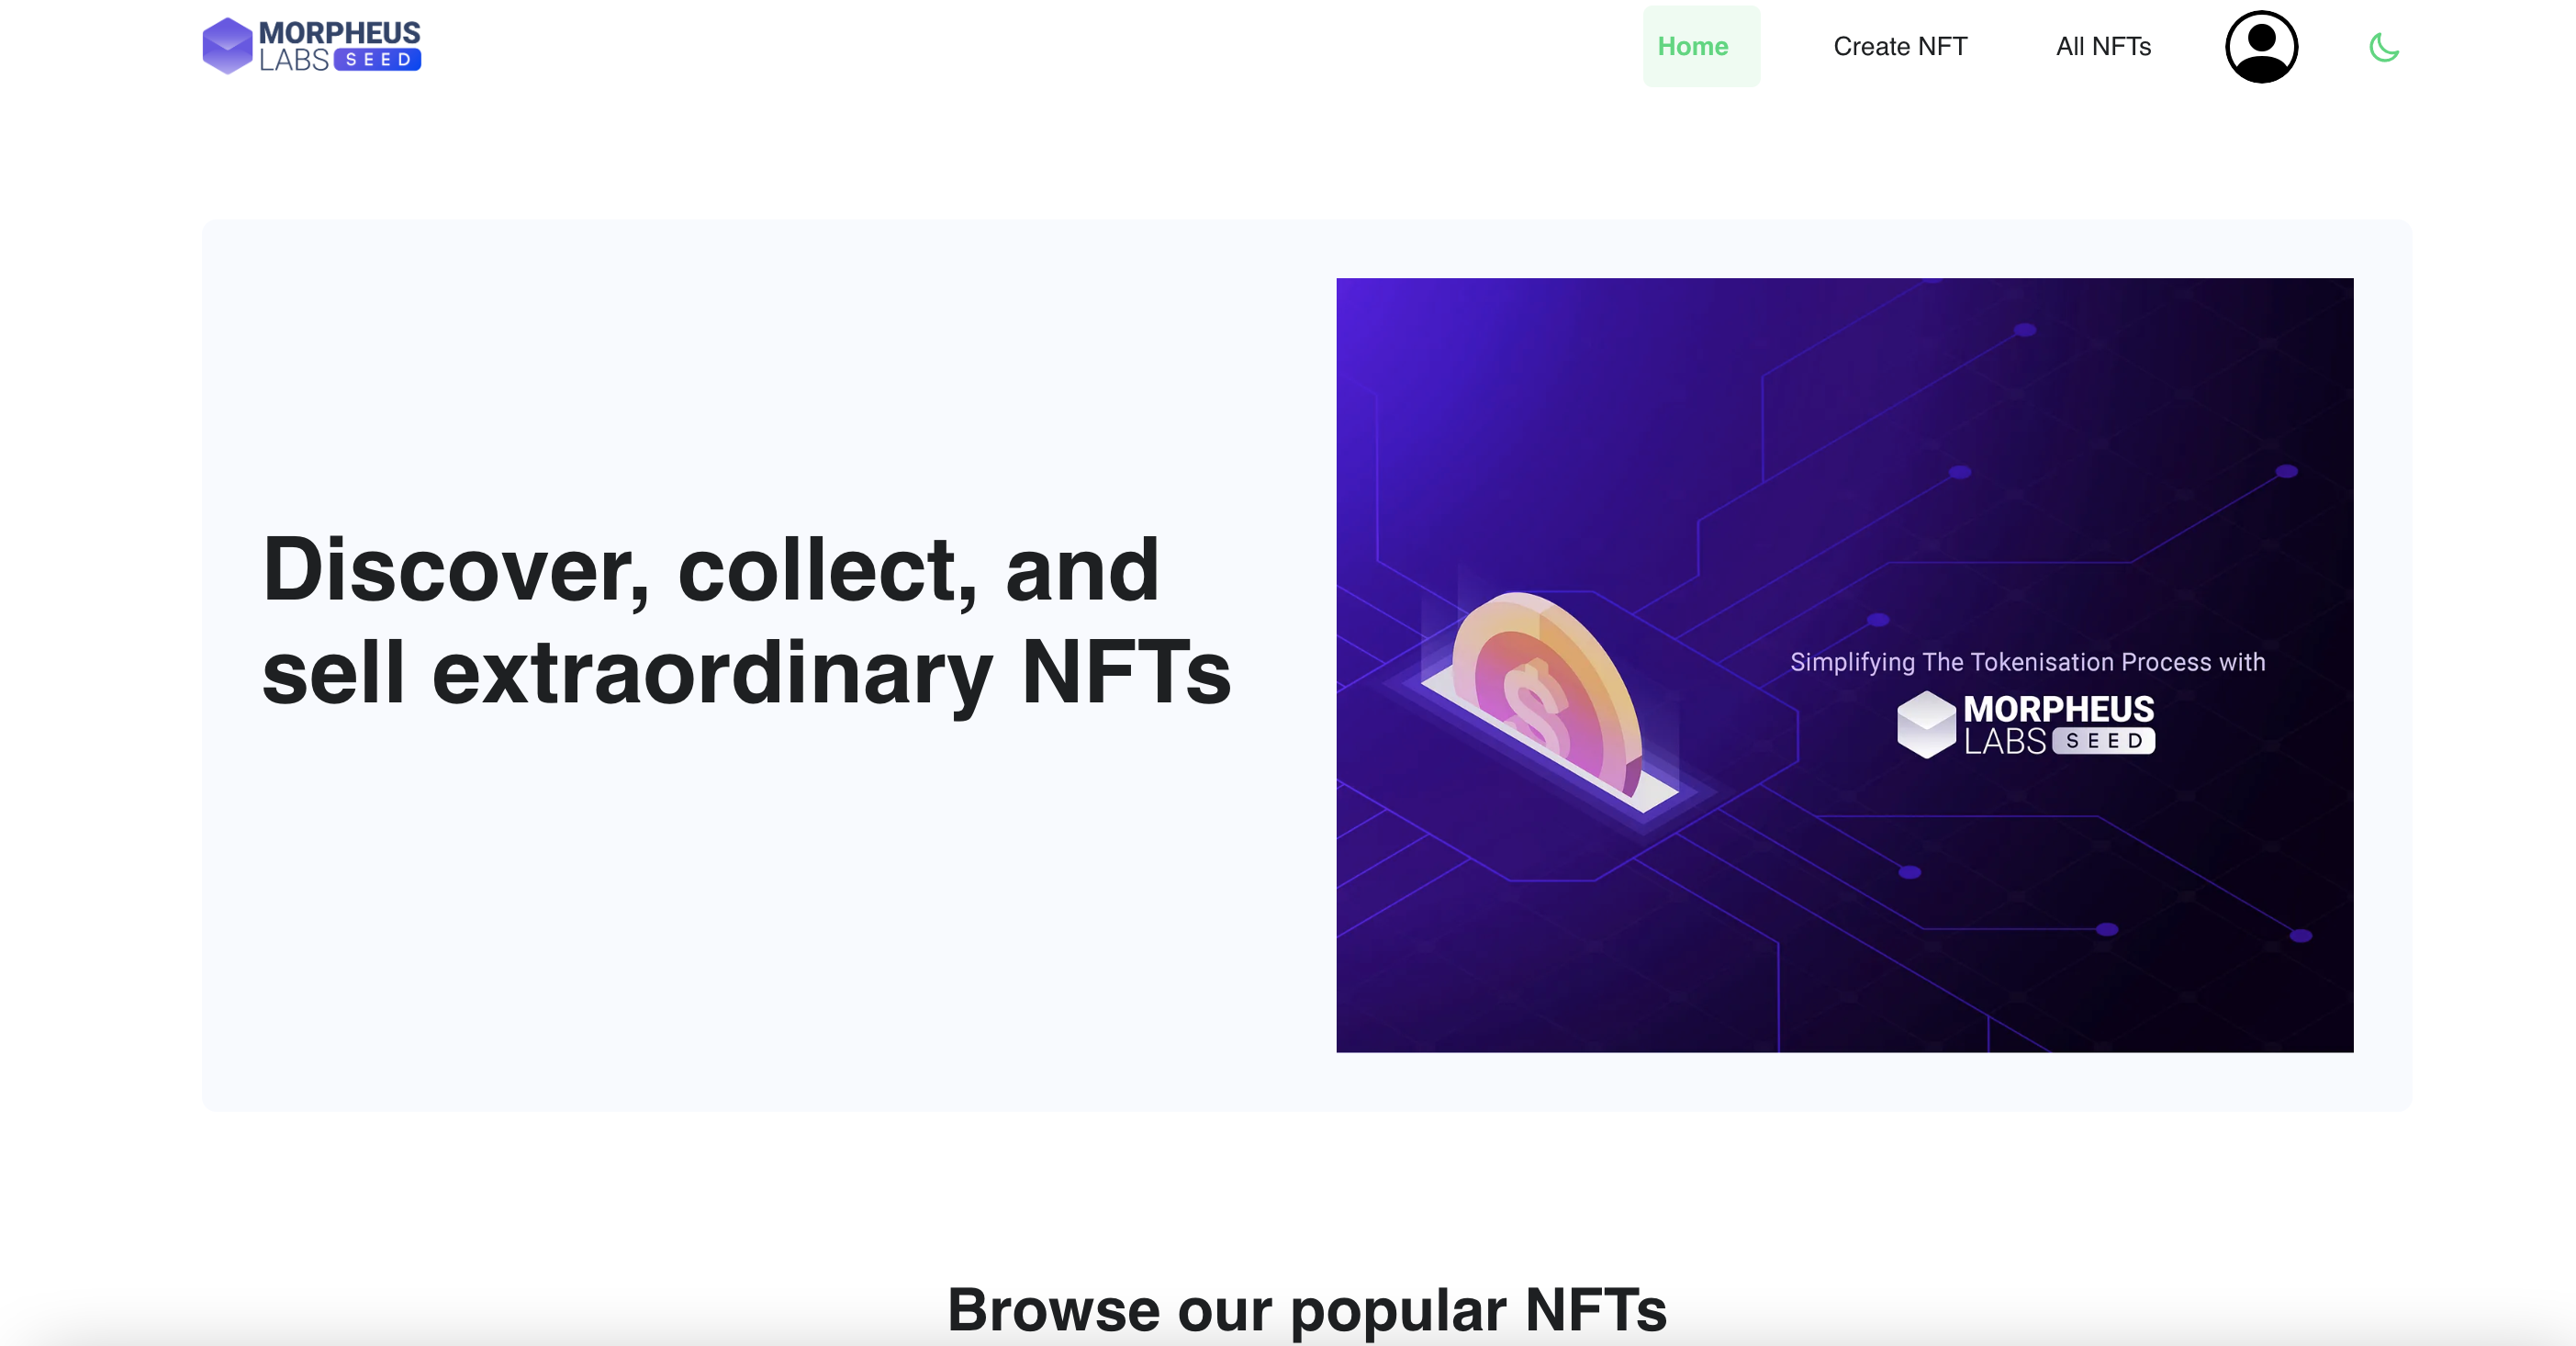 MORPHEUS
LABS SEED
Home
Create NFT
All NFTs
Discover, collect, and
sell extraordinary NFTs
$
Simplifying The Tokenisation Process with
MORPHEUS
LABS SEED
Browse our popular NFTs